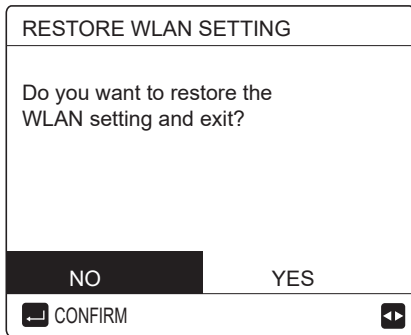 RESTORE WLAN SETTING
Do you want to restore the
WLAN setting and exit?
NO YES
CONFIRM